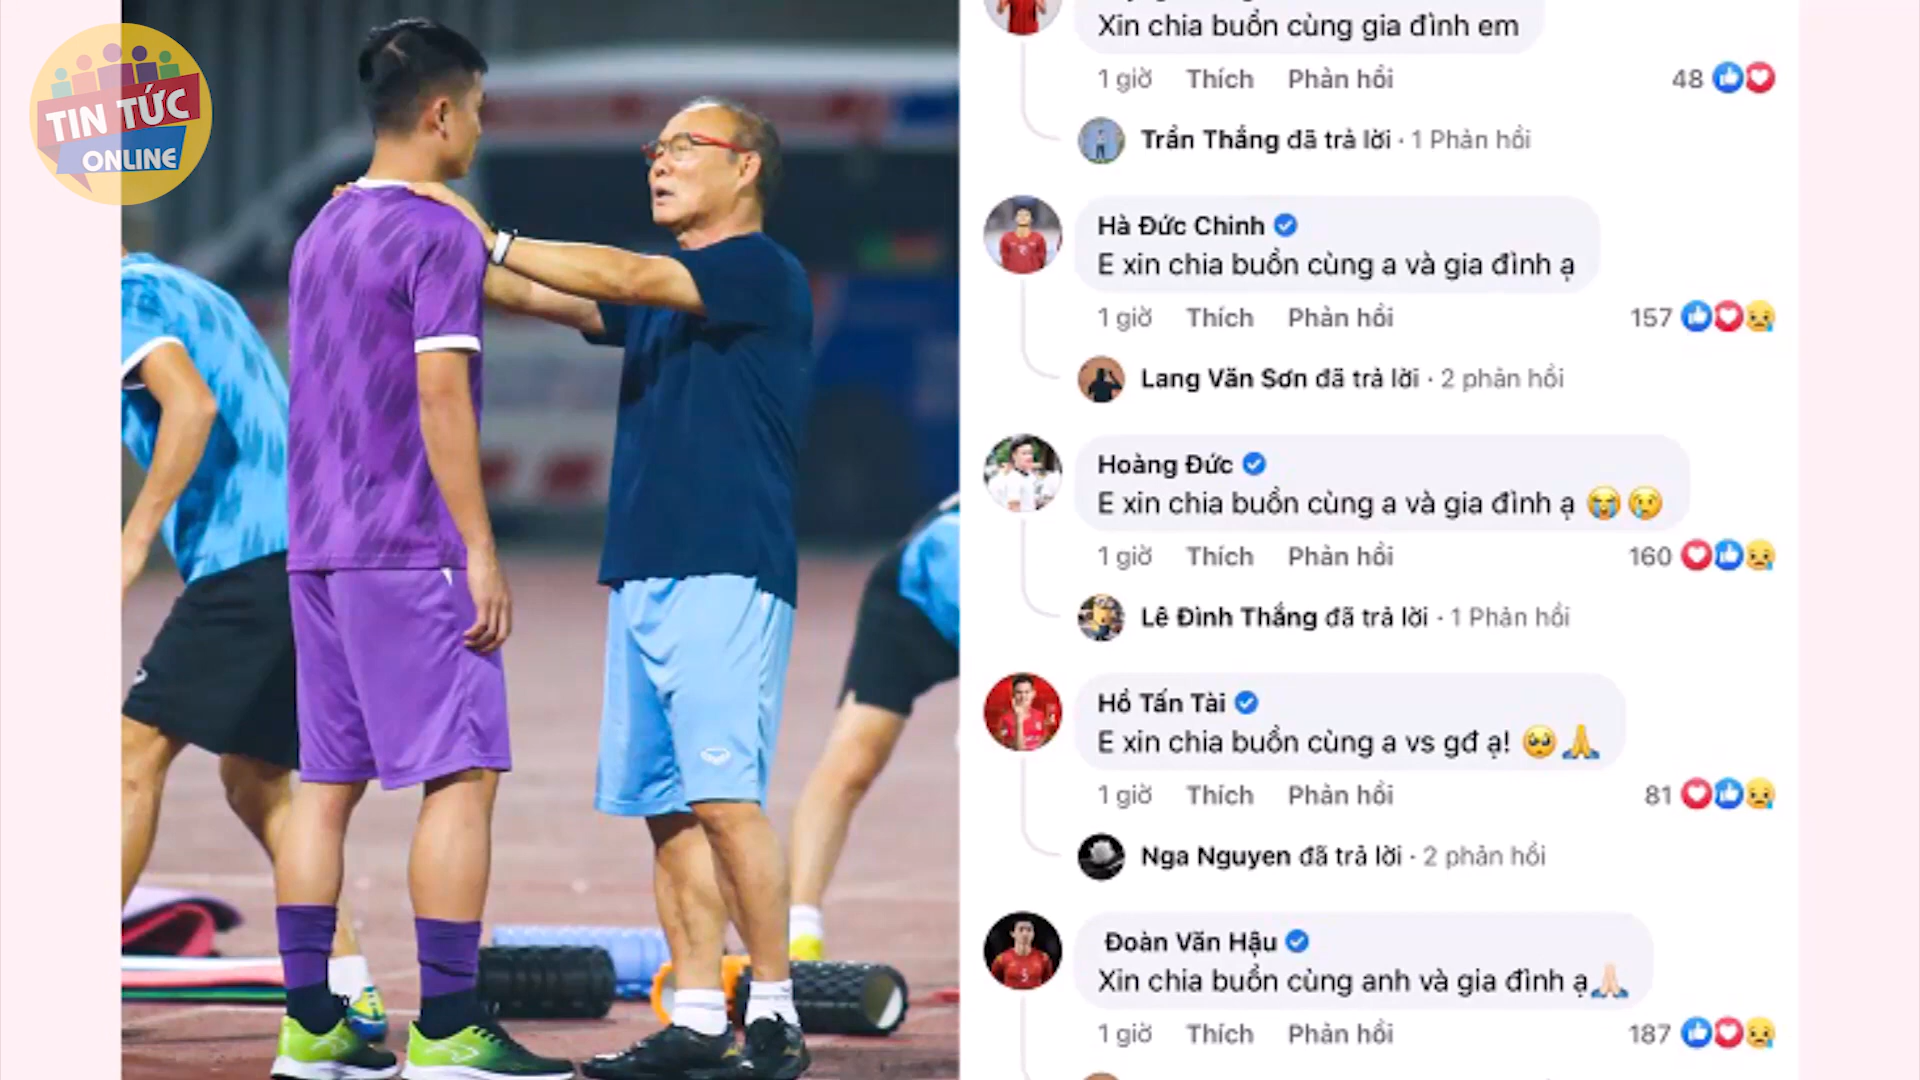 TIN TỨC
ONLINE
Xin chia buồn cùng gia đình em
1 giờ Thích Phản hồi 48
Trần Thắng đã trả lời · 1 Phản hồi
Hà Đức Chinh
E xin chia buồn cùng a và gia đình ạ
1 giờ Thích Phản hồi 157
Lang Văn Sơn đã trả lời · 2 phản hồi
Hoàng Đức
E xin chia buồn cùng a và gia đình ạ 😭😢
1 giờ Thích Phản hồi 160
Lê Đình Thắng đã trả lời · 1 Phản hồi
Hồ Tấn Tài
E xin chia buồn cùng a vs gđ ạ! 🥺🙏
1 giờ Thích Phản hồi 81
Nga Nguyen đã trả lời · 2 phản hồi
Đoàn Văn Hậu
Xin chia buồn cùng anh và gia đình ạ🙏🏻
1 giờ Thích Phản hồi 187